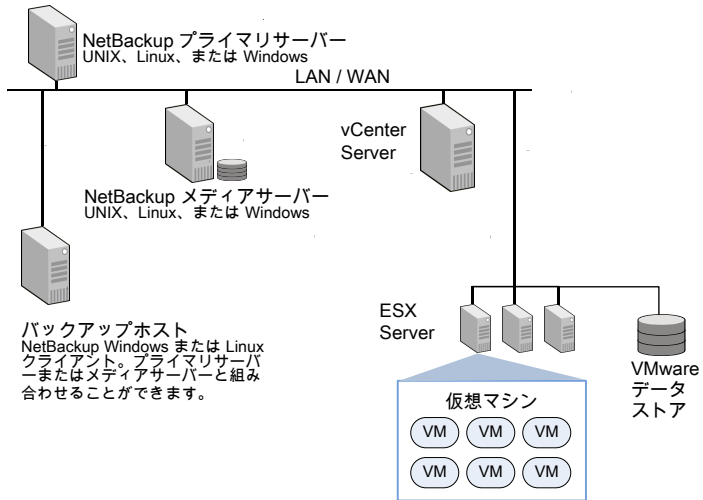 NetBackup プライマリサーバー
UNIX、Linux、または Windows
LAN / WAN
vCenter
Server
NetBackup メディアサーバー
UNIX、Linux、または Windows
バックアップホスト
NetBackup Windows または Linux
クライアント。プライマリサーバ
ーまたはメディアサーバーと組み
合わせることができます。
ESX
Server
VMware
データ
ストア
仮想マシン
VM VM VM
VM VM VM